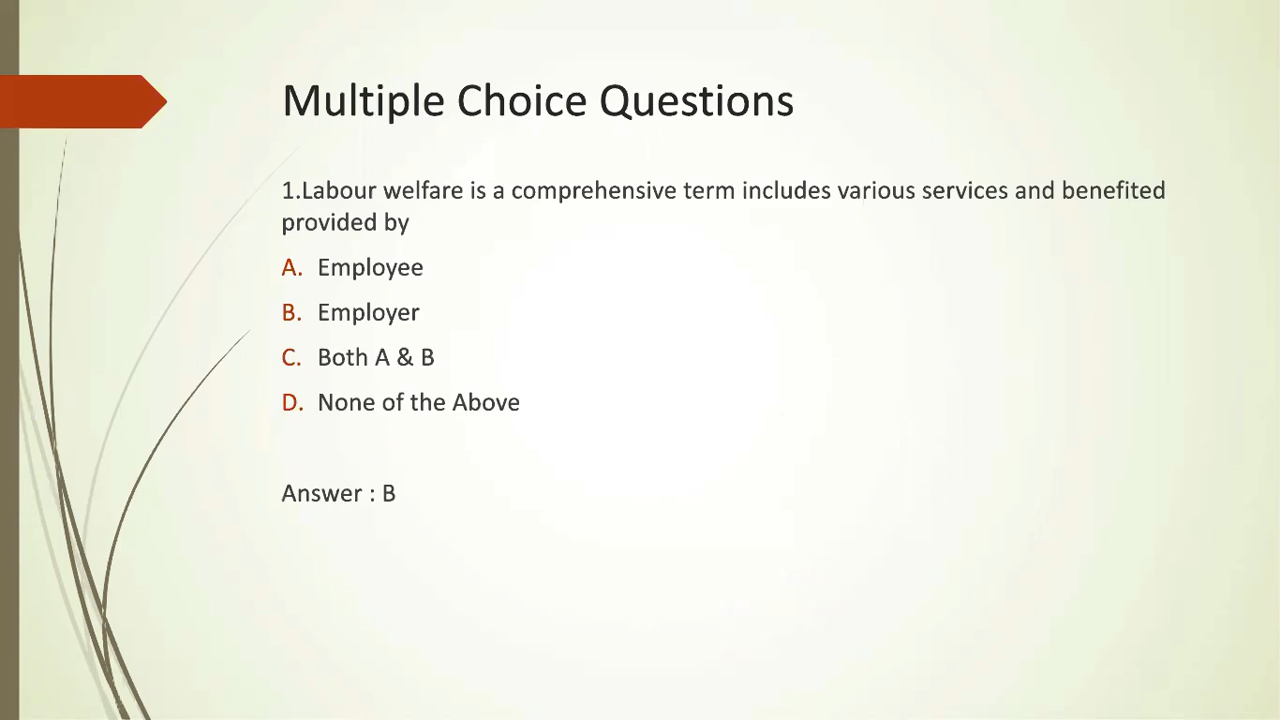 Multiple Choice Questions
1.Labour welfare is a comprehensive term includes various services and benefited
provided by
A. Employee
B. Employer
C. Both A & B
D. None of the Above
Answer : B